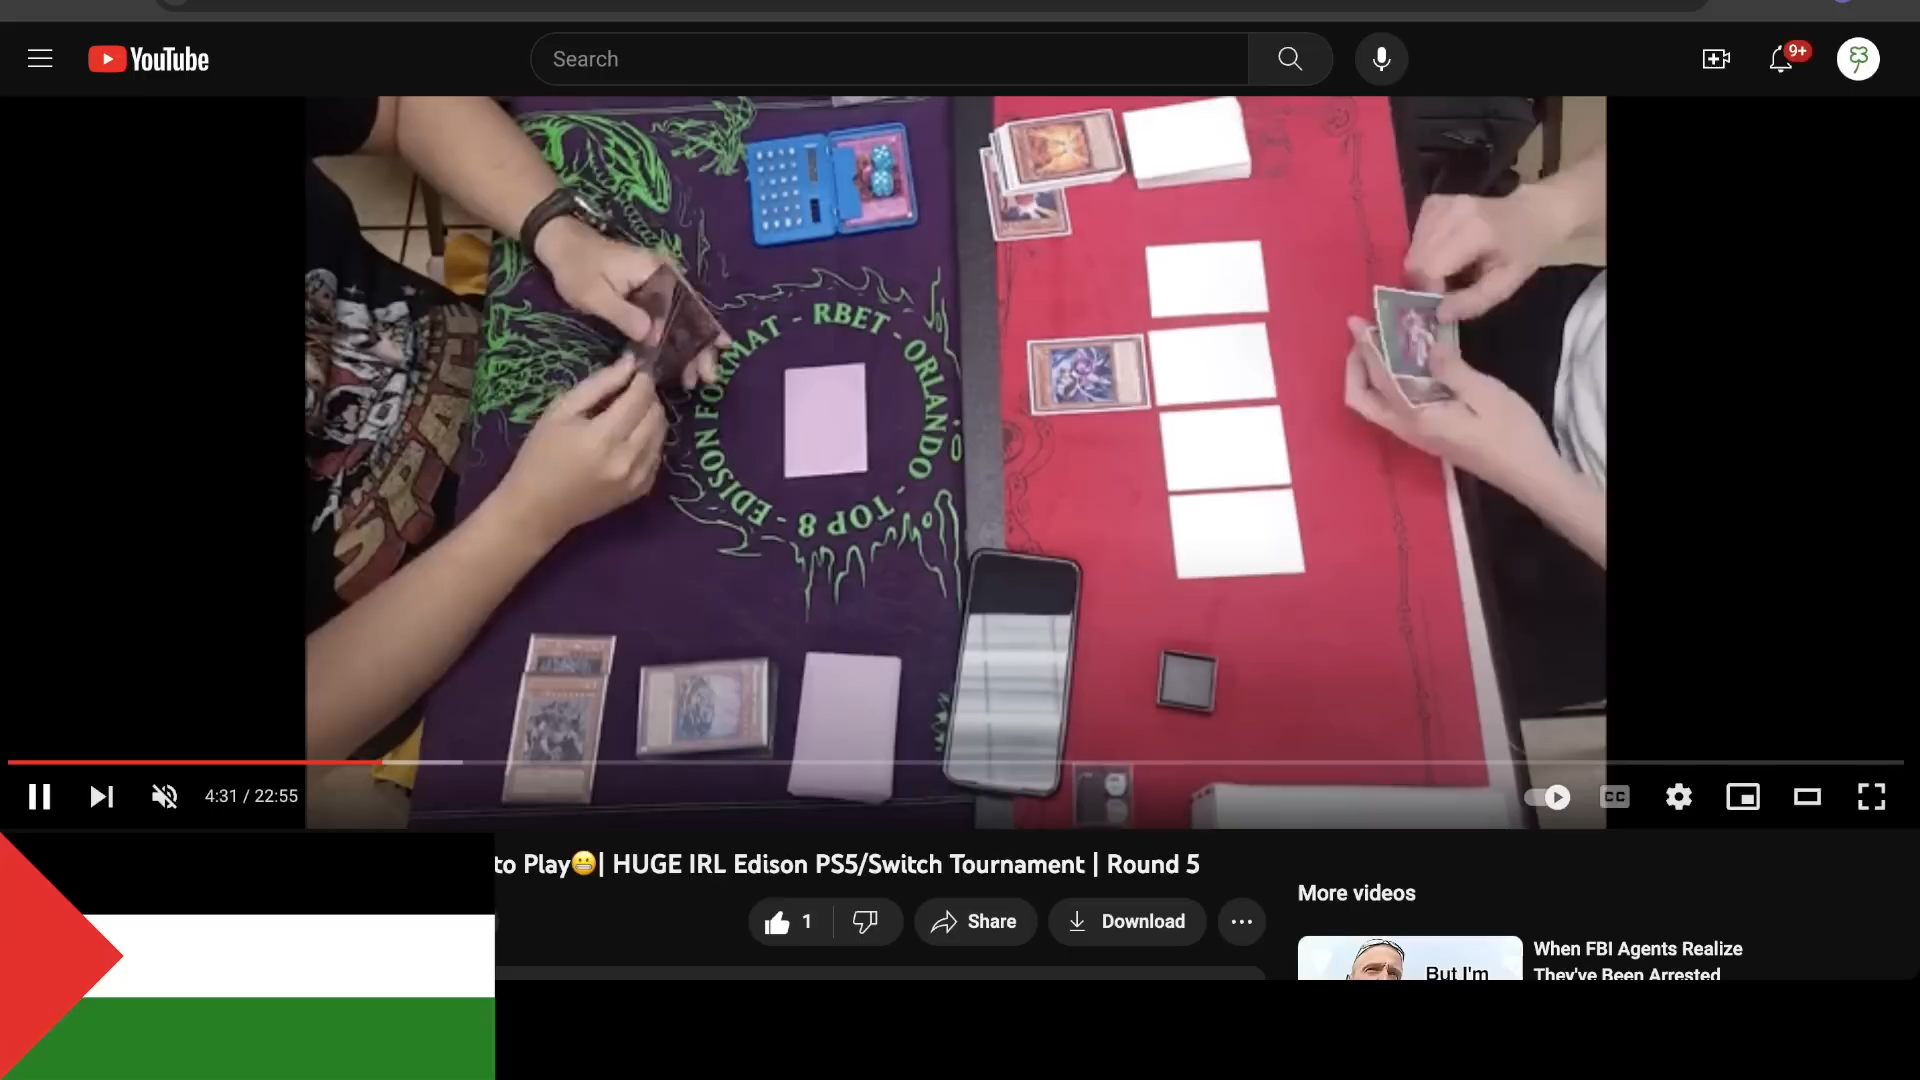 YouTube
Search
9+
EDISON FORMAT - RBET - ORLANDO - TOP 8 -
4:31 / 22:55
CC
to Play😬| HUGE IRL Edison PS5/Switch Tournament | Round 5
1
Share
Download
More videos
But I'm
When FBI Agents Realize
They've Been Arrested